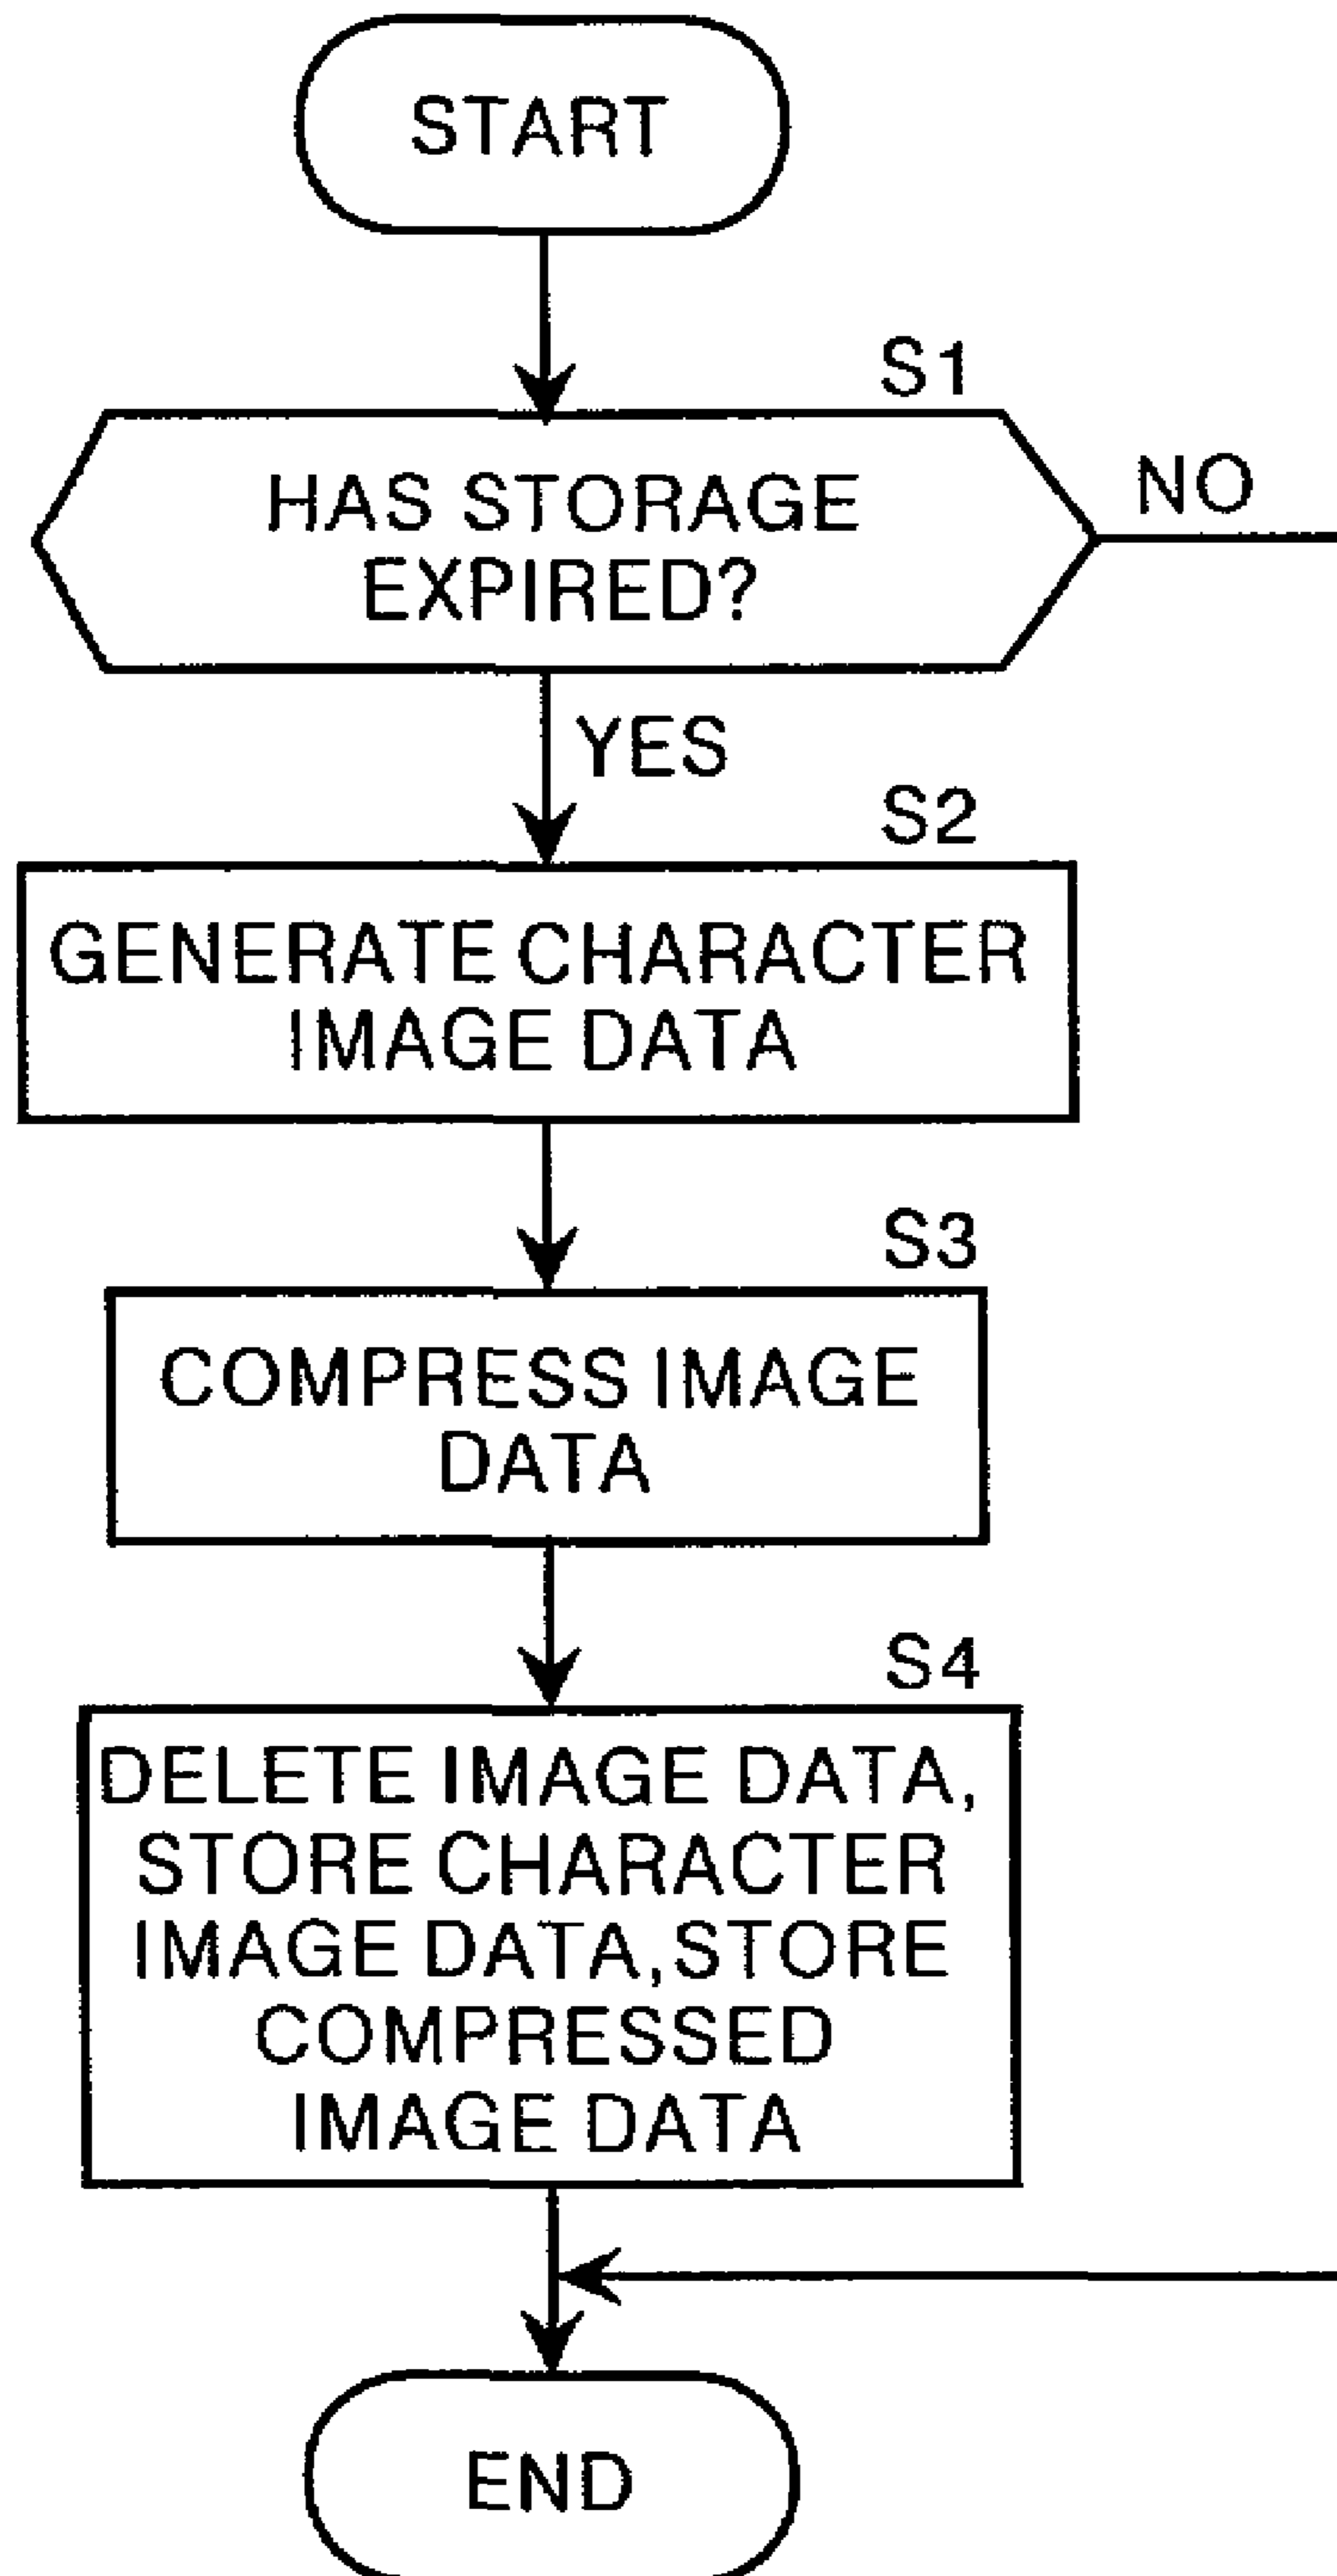 START
S1
HAS STORAGE
EXPIRED?
NO
YES
S2
GENERATE CHARACTER
IMAGE DATA
S3
COMPRESS IMAGE
DATA
S4
DELETE IMAGE DATA,
STORE CHARACTER
IMAGE DATA,STORE
COMPRESSED
IMAGE DATA
END